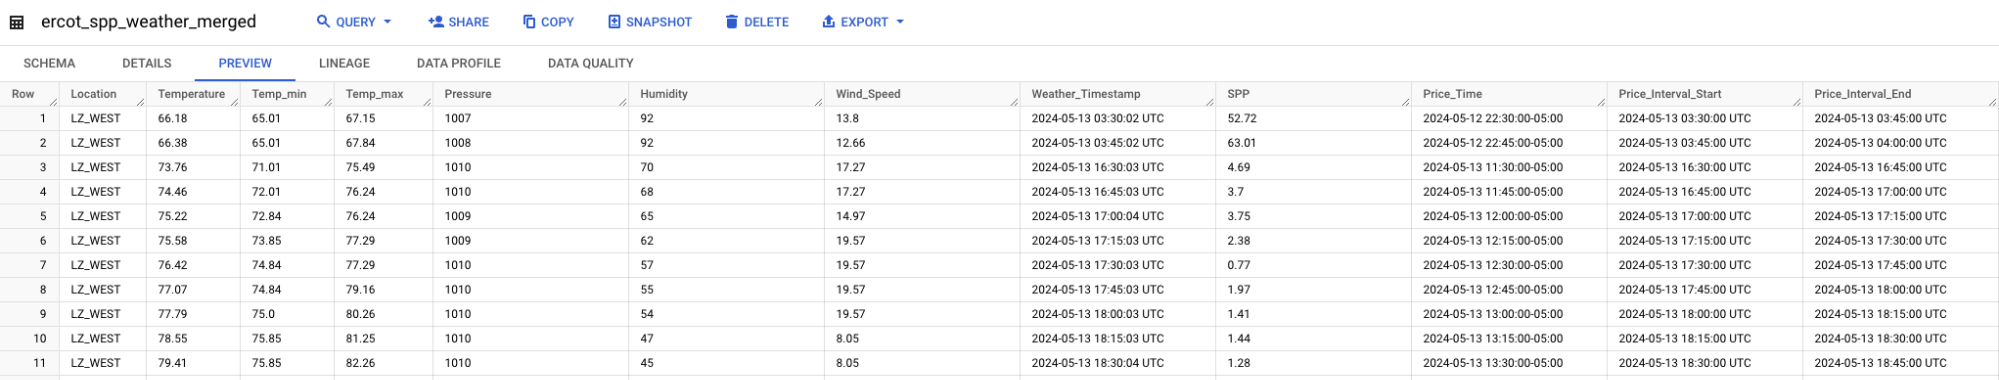 ercot_spp_weather_merged QUERY SHARE COPY SNAPSHOT DELETE EXPORT
SCHEMA DETAILS PREVIEW LINEAGE DATA PROFILE DATA QUALITY
Row Location Temperature Temp_min Temp_max Pressure Humidity Wind_Speed Weather_Timestamp SPP Price_Time Price_Interval_Start Price_Interval_End
1 LZ_WEST 66.18 65.01 67.15 1007 92 13.8 2024-05-13 03:30:02 UTC 52.72 2024-05-12 22:30:00-05:00 2024-05-13 03:30:00 UTC 2024-05-13 03:45:00 UTC
2 LZ_WEST 66.38 65.01 67.84 1008 92 12.66 2024-05-13 03:45:02 UTC 63.01 2024-05-12 22:45:00-05:00 2024-05-13 03:45:00 UTC 2024-05-13 04:00:00 UTC
3 LZ_WEST 73.76 71.01 75.49 1010 70 17.27 2024-05-13 16:30:03 UTC 4.69 2024-05-13 11:30:00-05:00 2024-05-13 16:30:00 UTC 2024-05-13 16:45:00 UTC
4 LZ_WEST 74.46 72.01 76.24 1010 68 17.27 2024-05-13 16:45:03 UTC 3.7 2024-05-13 11:45:00-05:00 2024-05-13 16:45:00 UTC 2024-05-13 17:00:00 UTC
5 LZ_WEST 75.22 72.84 76.24 1009 65 14.97 2024-05-13 17:00:04 UTC 3.75 2024-05-13 12:00:00-05:00 2024-05-13 17:00:00 UTC 2024-05-13 17:15:00 UTC
6 LZ_WEST 75.58 73.85 77.29 1009 62 19.57 2024-05-13 17:15:03 UTC 2.38 2024-05-13 12:15:00-05:00 2024-05-13 17:15:00 UTC 2024-05-13 17:30:00 UTC
7 LZ_WEST 76.42 74.84 77.29 1010 57 19.57 2024-05-13 17:30:03 UTC 0.77 2024-05-13 12:30:00-05:00 2024-05-13 17:30:00 UTC 2024-05-13 17:45:00 UTC
8 LZ_WEST 77.07 74.84 79.16 1010 55 19.57 2024-05-13 17:45:03 UTC 1.97 2024-05-13 12:45:00-05:00 2024-05-13 17:45:00 UTC 2024-05-13 18:00:00 UTC
9 LZ_WEST 77.79 75.0 80.26 1010 54 19.57 2024-05-13 18:00:03 UTC 1.41 2024-05-13 13:00:00-05:00 2024-05-13 18:00:00 UTC 2024-05-13 18:15:00 UTC
10 LZ_WEST 78.55 75.85 81.25 1010 47 8.05 2024-05-13 18:15:03 UTC 1.44 2024-05-13 13:15:00-05:00 2024-05-13 18:15:00 UTC 2024-05-13 18:30:00 UTC
11 LZ_WEST 79.41 75.85 82.26 1010 45 8.05 2024-05-13 18:30:04 UTC 1.28 2024-05-13 13:30:00-05:00 2024-05-13 18:30:00 UTC 2024-05-13 18:45:00 UTC